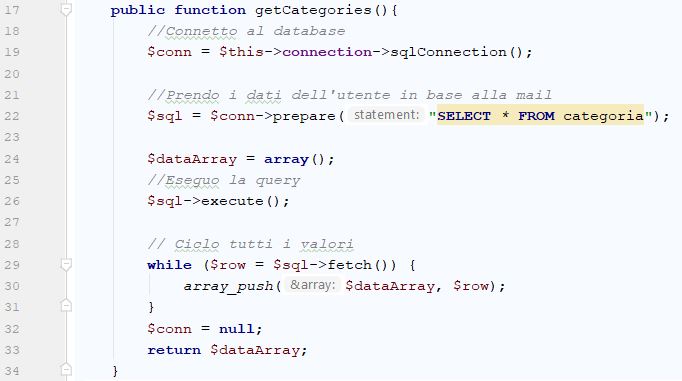 17 public function getCategories(){
18 //Connetto al database
19 $conn = $this->connection->sqlConnection();
20
21 //Prendo i dati dell'utente in base alla mail
22 $sql = $conn->prepare( statement: "SELECT * FROM categoria");
23
24 $dataArray = array();
25 //Eseguo la query
26 $sql->execute();
27
28 // Ciclo tutti i valori
29 while ($row = $sql->fetch()) {
30 array_push( &array: $dataArray, $row);
31 }
32 $conn = null;
33 return $dataArray;
34 }